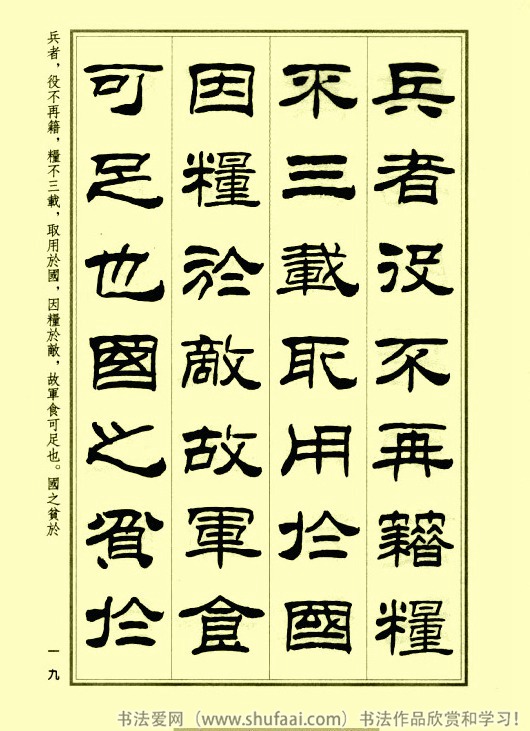 兵者役不再籍糧
不三載取用於國
因糧於敵故軍食
可足也國之貧於
兵者，役不再籍，糧不三載，取用於國，因糧於敵，故軍食可足也。國之貧於
一九
书法爱网（www.shufaai.com）书法作品欣赏和学习！